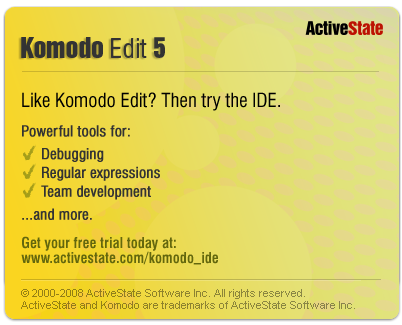 ActiveState
Komodo Edit 5
Like Komodo Edit? Then try the IDE.
Powerful tools for:
✓ Debugging
✓ Regular expressions
✓ Team development
...and more.
Get your free trial today at:
www.activestate.com/komodo_ide
© 2000-2008 ActiveState Software Inc. All rights reserved.
ActiveState and Komodo are trademarks of ActiveState Software Inc.